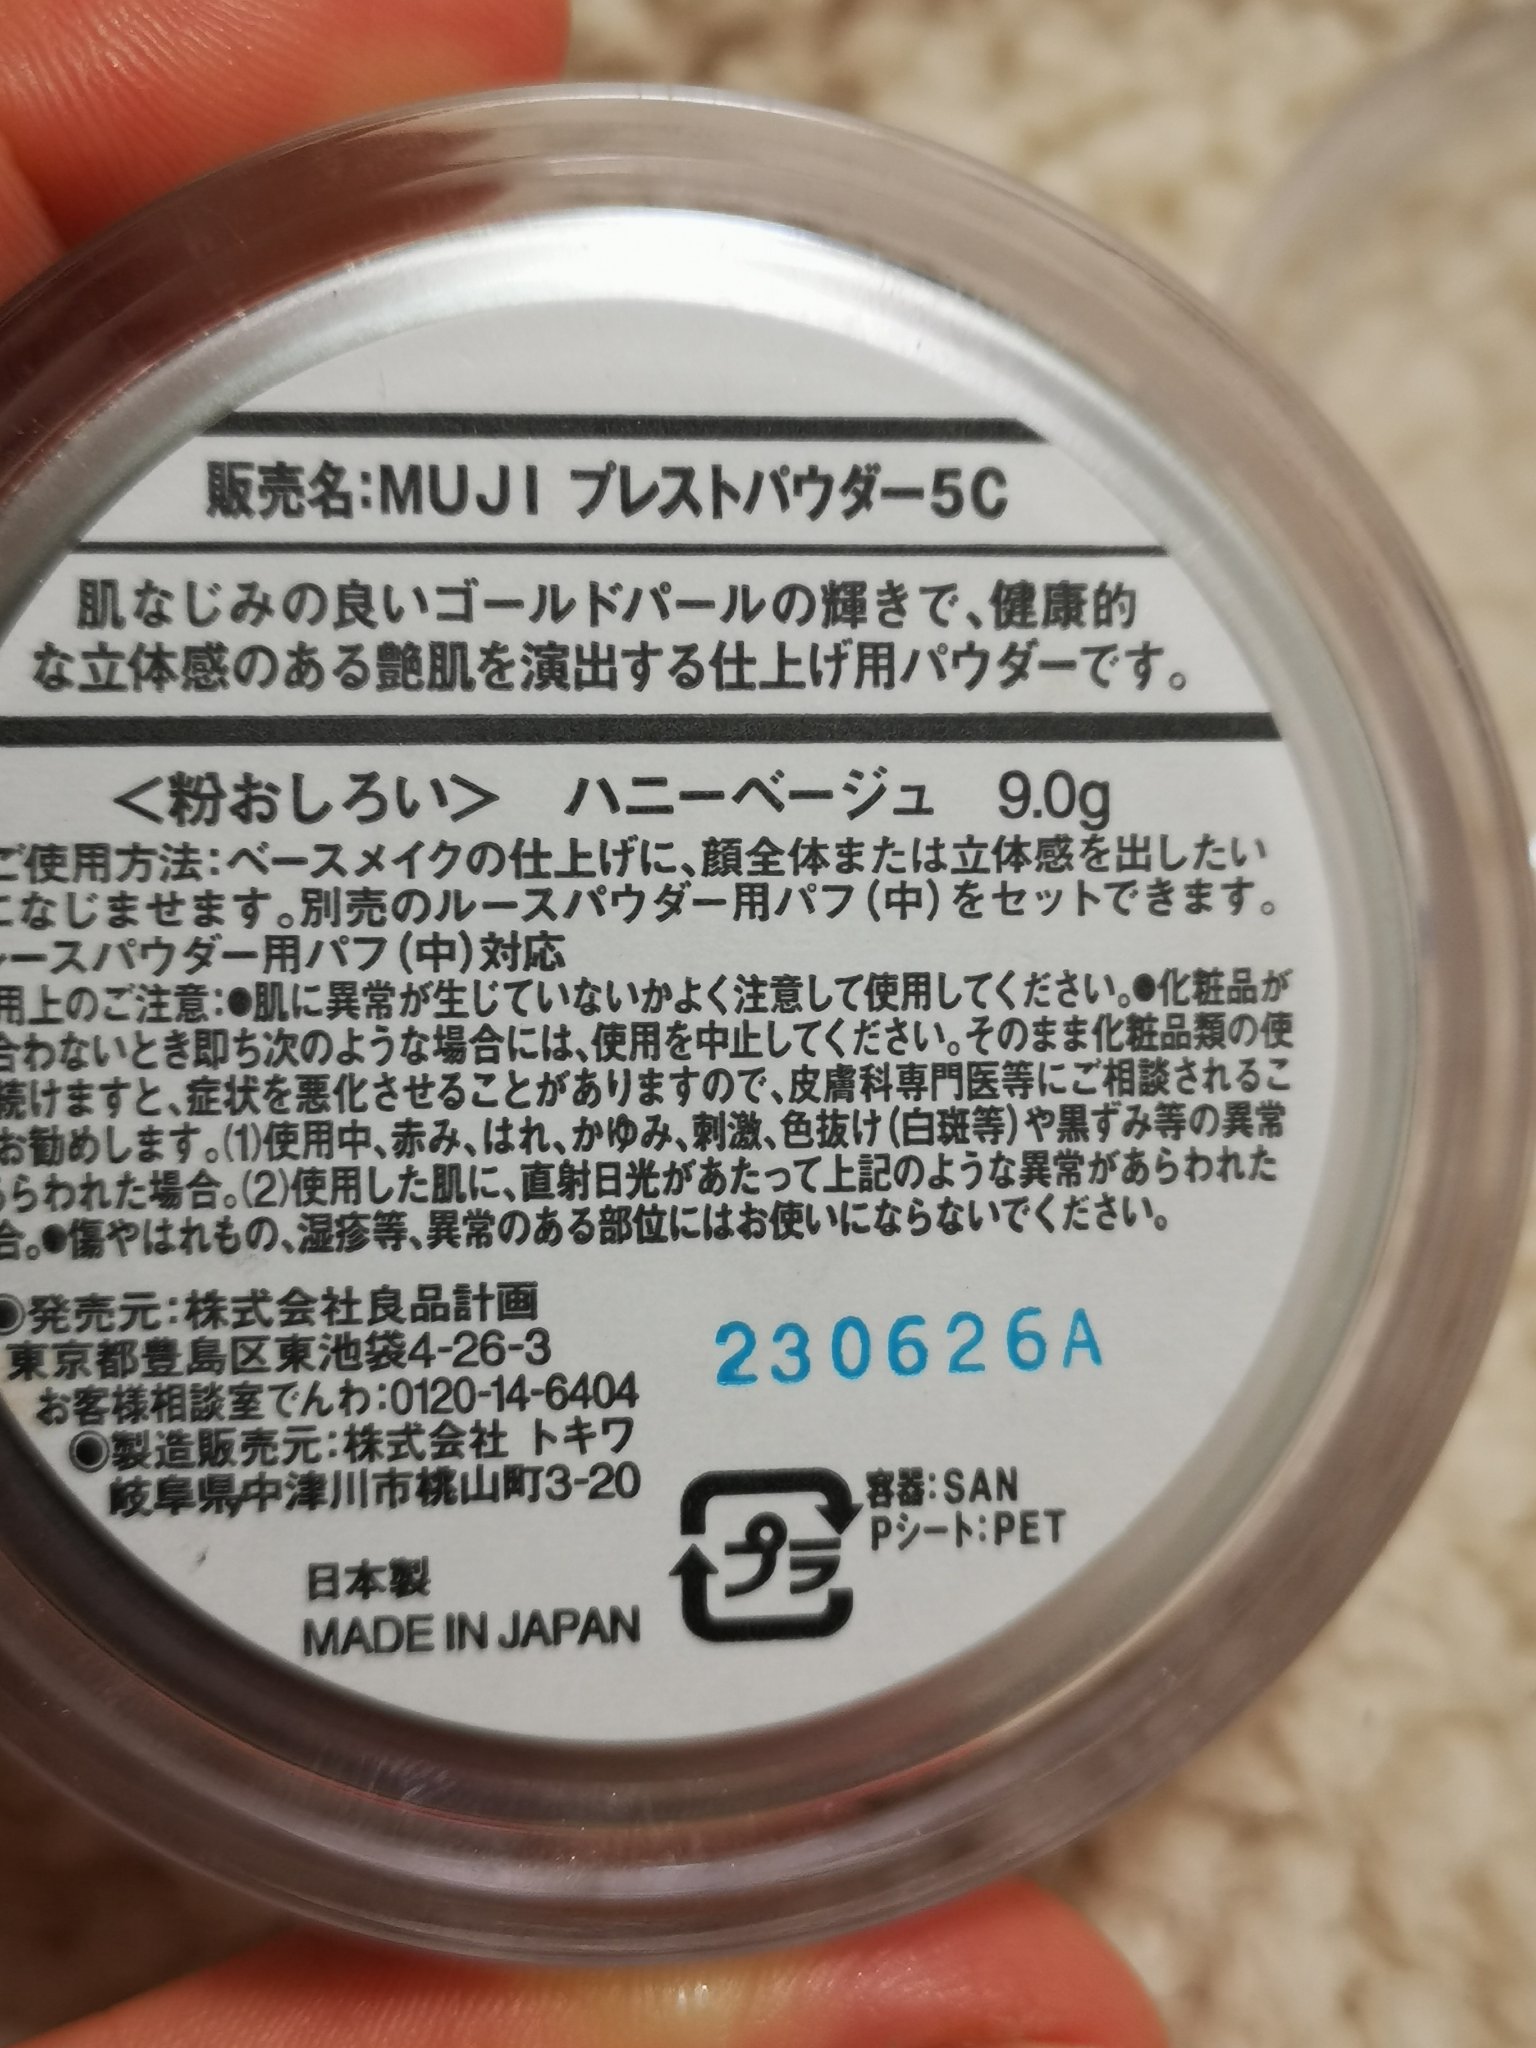 販売名:MUJI プレストパウダー5C
肌なじみの良いゴールドパールの輝きで、健康的
な立体感のある艶肌を演出する仕上げ用パウダーです。
<粉おしろい> ハニーベージュ 9.0g
ご使用方法:ベースメイクの仕上げに、顔全体または立体感を出したい
になじませます。別売のルースパウダー用パフ(中)をセットできます。
ルースパウダー用パフ(中)対応
用上のご注意:●肌に異常が生じていないかよく注意して使用してください。●化粧品が
合わないとき即ち次のような場合には、使用を中止してください。そのまま化粧品類の使
続けますと、症状を悪化させることがありますので、皮膚科専門医等にご相談されるこ
お勧めします。(1)使用中、赤み、はれ、かゆみ、刺激、色抜け(白斑等)や黒ずみ等の異常
あらわれた場合。(2)使用した肌に、直射日光があたって上記のような異常があらわれた
合。●傷やはれもの、湿疹等、異常のある部位にはお使いにならないでください。
◉発売元:株式会社良品計画
東京都豊島区東池袋4-26-3
お客様相談室でんわ:0120-14-6404
◉製造販売元:株式会社 トキワ
岐阜県中津川市桃山町3-20
230626A
日本製
MADE IN JAPAN
プラ
容器:SAN
Pシート:PET